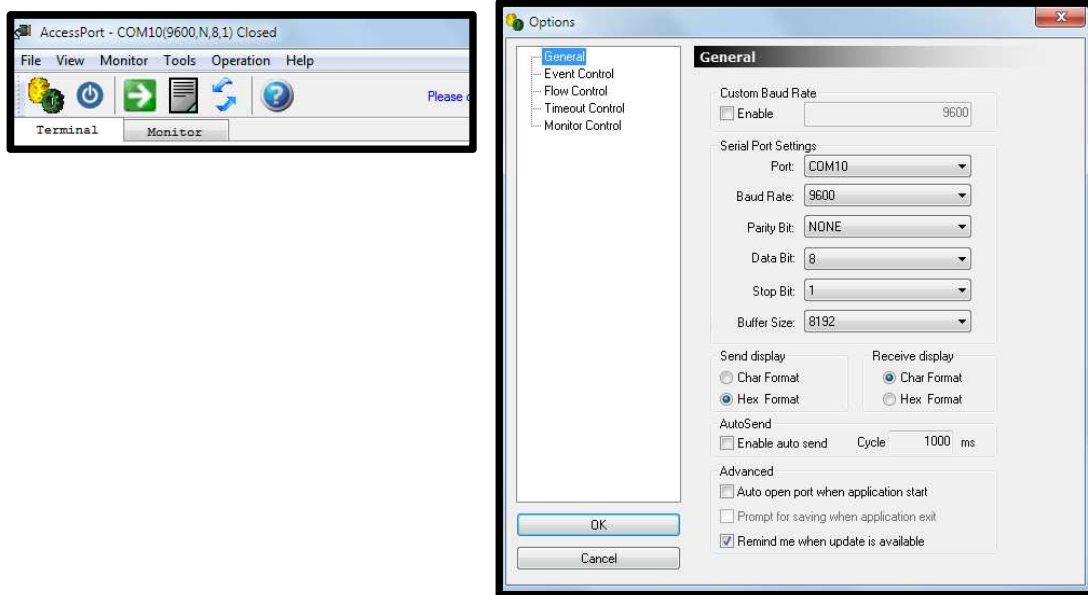 AccessPort - COM10(9600,N,8,1) Closed
File View Monitor Tools Operation Help
Please
Terminal Monitor
Options
General
Event Control
Flow Control
Timeout Control
Monitor Control
OK
Cancel
General
Custom Baud Rate
Enable 9600
Serial Port Settings
Port: COM10
Baud Rate: 9600
Parity Bit: NONE
Data Bit: 8
Stop Bit: 1
Buffer Size: 8192
Send display
Char Format
Hex Format
Receive display
Char Format
Hex Format
AutoSend
Enable auto send Cycle 1000 ms
Advanced
Auto open port when application start
Prompt for saving when application exit
Remind me when update is available